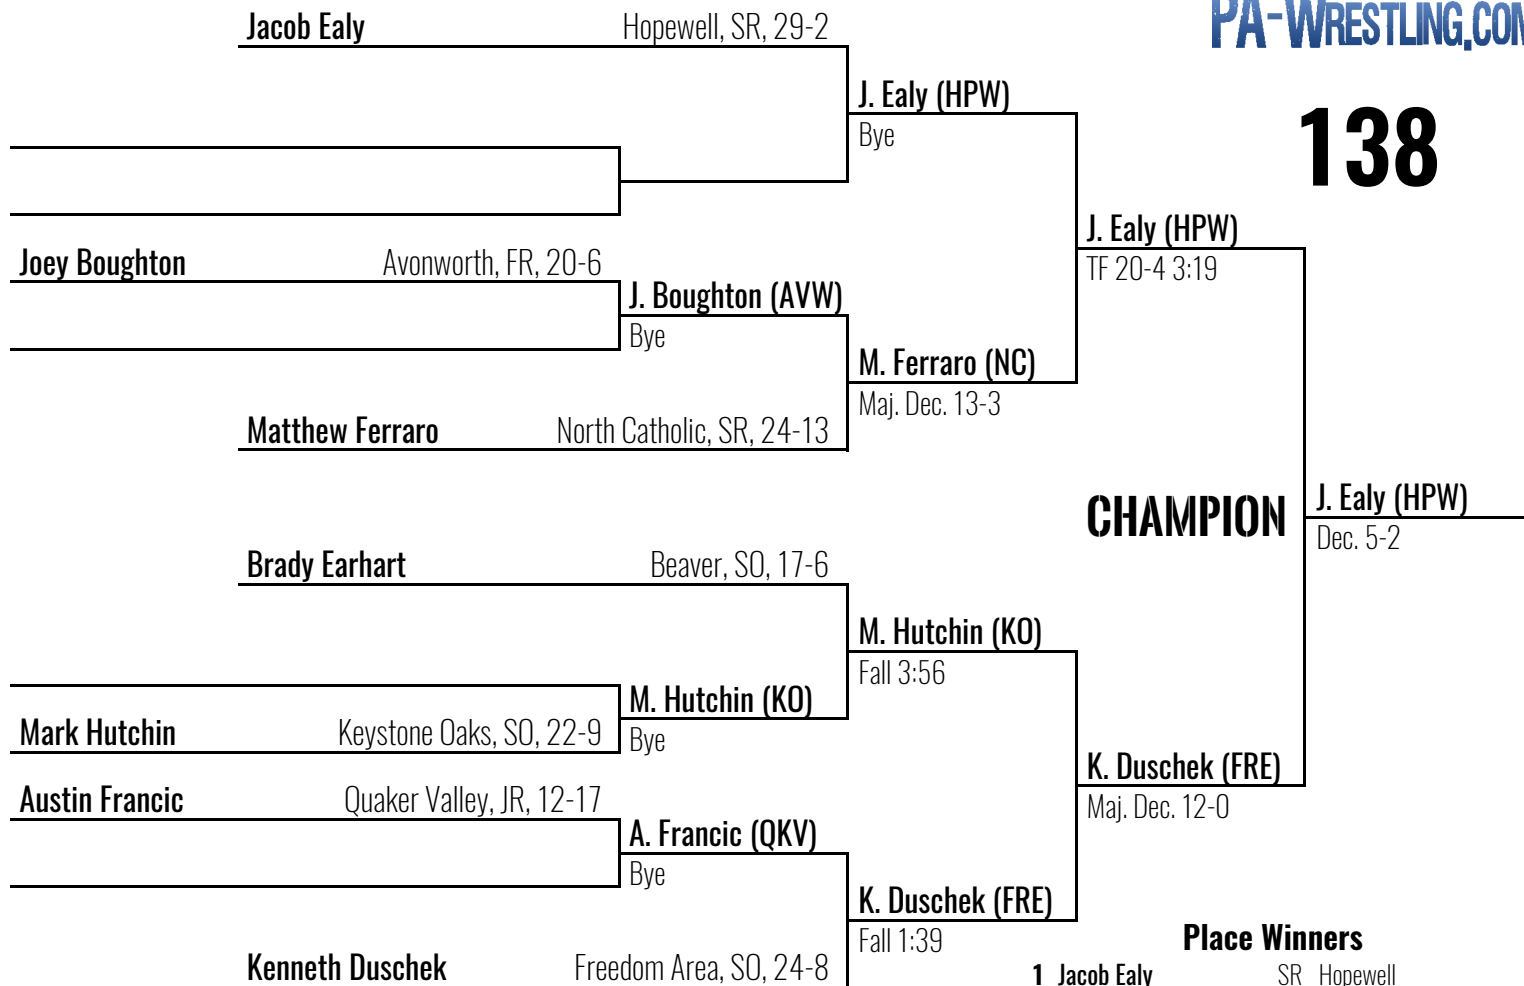 PA-WRESTLING.COM
138
Jacob Ealy Hopewell, SR, 29-2
J. Ealy (HPW)
Bye
J. Ealy (HPW)
TF 20-4 3:19
Joey Boughton Avonworth, FR, 20-6
J. Boughton (AVW)
Bye
M. Ferraro (NC)
Maj. Dec. 13-3
Matthew Ferraro North Catholic, SR, 24-13
CHAMPION
J. Ealy (HPW)
Dec. 5-2
Brady Earhart Beaver, SO, 17-6
M. Hutchin (KO)
Fall 3:56
M. Hutchin (KO)
Mark Hutchin Keystone Oaks, SO, 22-9
Bye
K. Duschek (FRE)
Maj. Dec. 12-0
Austin Francic Quaker Valley, JR, 12-17
A. Francic (QKV)
Bye
K. Duschek (FRE)
Fall 1:39
Kenneth Duschek Freedom Area, SO, 24-8
Place Winners
1 Jacob Ealy SR Hopewell